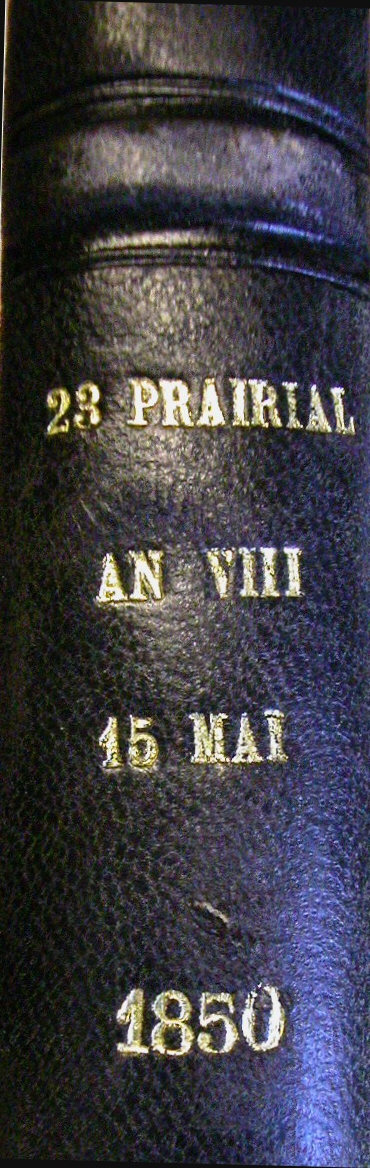 23 PRAIRIAL
AN VIII
15 MAI
1850